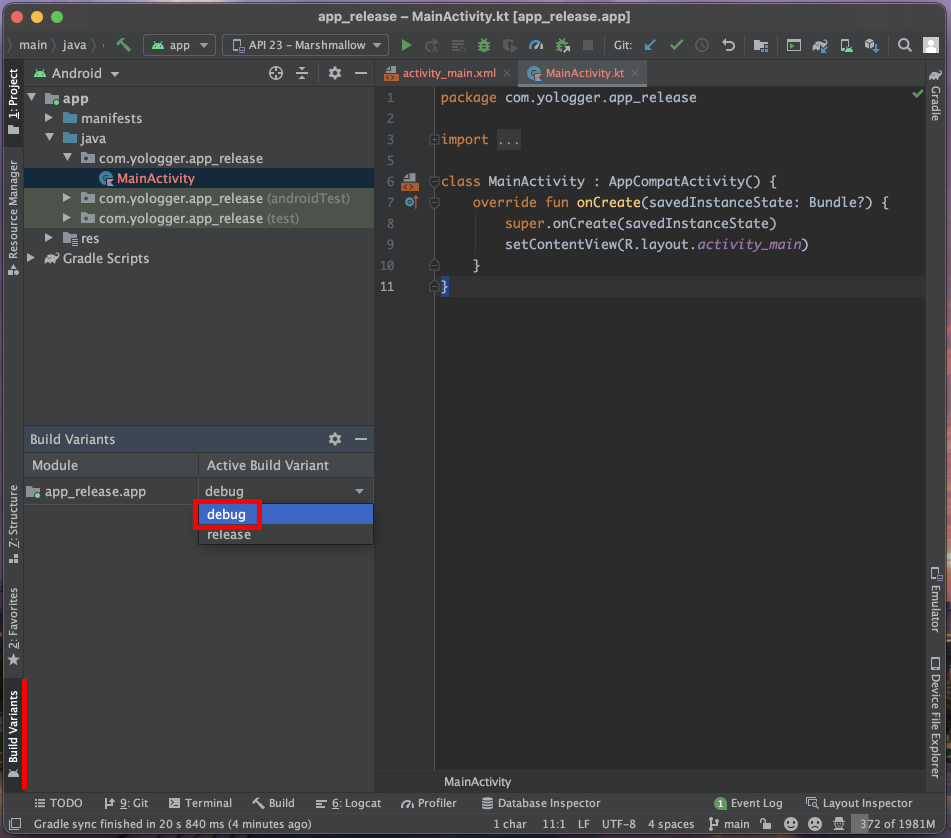 app_release – MainActivity.kt [app_release.app]
main java app API 23 – Marshmallow Git:
1: Project
Resource Manager
Z: Structure
2: Favorites
Build Variants
Android
app
manifests
java
com.yologger.app_release
MainActivity
com.yologger.app_release (androidTest)
com.yologger.app_release (test)
res
Gradle Scripts
Build Variants
Module Active Build Variant
app_release.app debug
debug
release
activity_main.xml MainActivity.kt
1 package com.yologger.app_release
2
3 import ...
5
6 class MainActivity : AppCompatActivity() {
7 override fun onCreate(savedInstanceState: Bundle?) {
8 super.onCreate(savedInstanceState)
9 setContentView(R.layout.activity_main)
10 }
11 }
MainActivity
Gradle
Emulator
Device File Explorer
TODO 9: Git Terminal Build 6: Logcat Profiler Database Inspector 1 Event Log Layout Inspector
Gradle sync finished in 20 s 840 ms (4 minutes ago) 1 char 11:1 LF UTF-8 4 spaces main 372 of 1981M